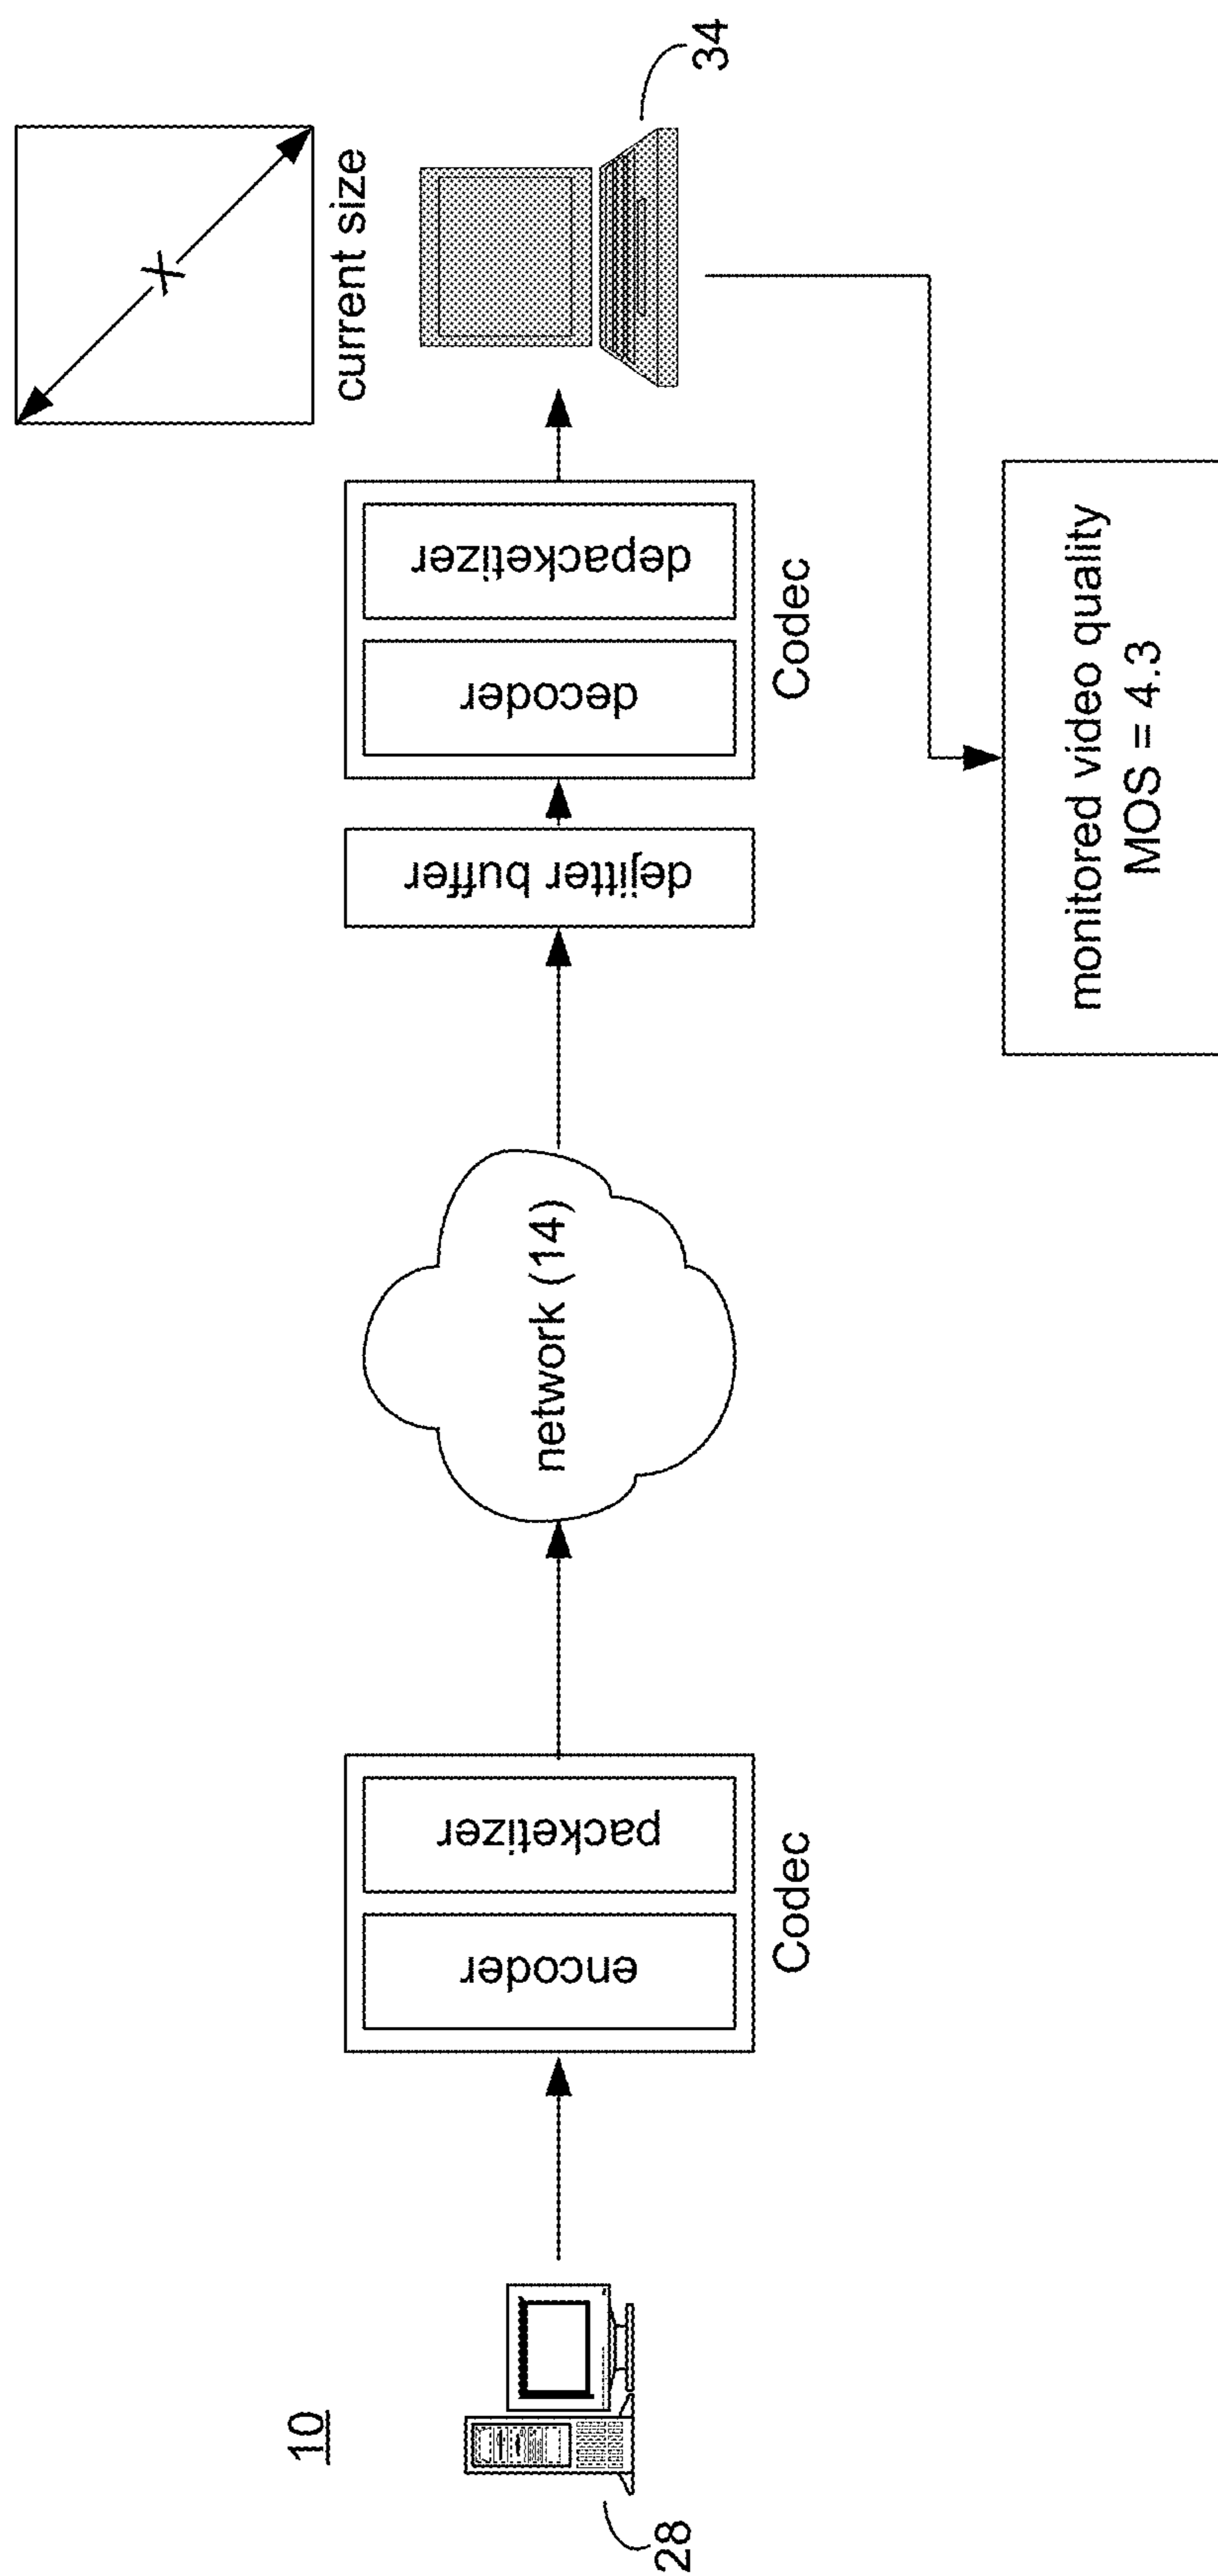 10
28
encoder
packetizer
Codec
network (14)
dejitter buffer
decoder
depacketizer
Codec
X
current size
34
monitored video quality
MOS = 4.3